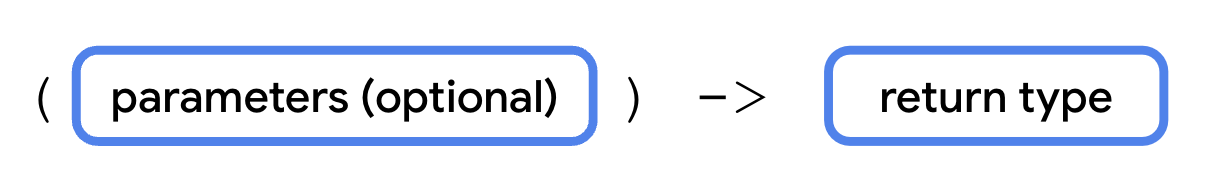 ( parameters (optional) ) -> return type